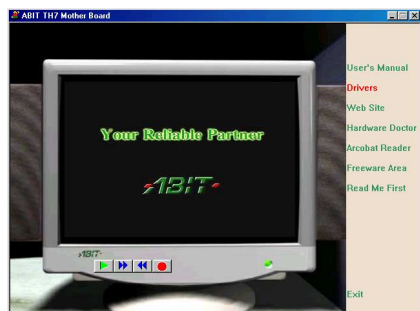 ABIT TH7 Mother Board
User's Manual
Drivers
Web Site
Hardware Doctor
Arcobat Reader
Freeware Area
Read Me First
Exit
Your Reliable Partner
ABIT
ABIT